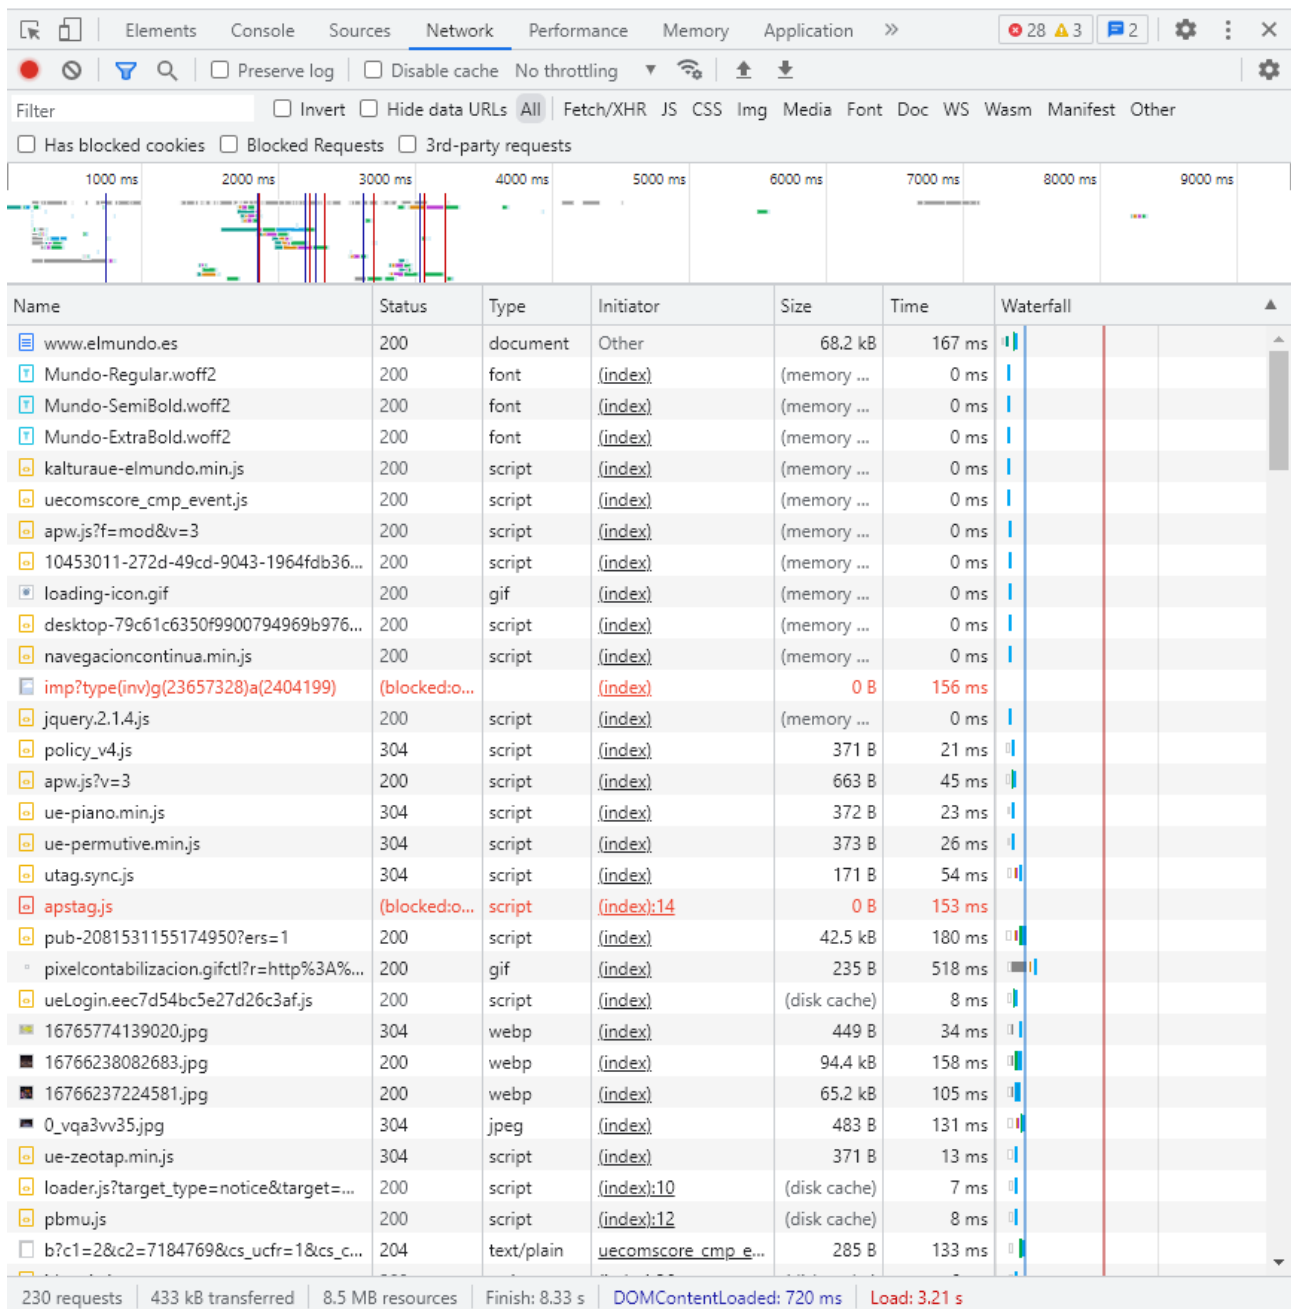 Elements Console Sources Network Performance Memory Application » 28 3 2
Preserve log Disable cache No throttling
Filter Invert Hide data URLs All Fetch/XHR JS CSS Img Media Font Doc WS Wasm Manifest Other
Has blocked cookies Blocked Requests 3rd-party requests
1000 ms 2000 ms 3000 ms 4000 ms 5000 ms 6000 ms 7000 ms 8000 ms 9000 ms
Name Status Type Initiator Size Time Waterfall
www.elmundo.es 200 document Other 68.2 kB 167 ms
Mundo-Regular.woff2 200 font (index) (memory ... 0 ms
Mundo-SemiBold.woff2 200 font (index) (memory ... 0 ms
Mundo-ExtraBold.woff2 200 font (index) (memory ... 0 ms
kalturaue-elmundo.min.js 200 script (index) (memory ... 0 ms
uecomscore_cmp_event.js 200 script (index) (memory ... 0 ms
apw.js?f=mod&v=3 200 script (index) (memory ... 0 ms
10453011-272d-49cd-9043-1964fdb36... 200 script (index) (memory ... 0 ms
loading-icon.gif 200 gif (index) (memory ... 0 ms
desktop-79c61c6350f9900794969b976... 200 script (index) (memory ... 0 ms
navegacioncontinua.min.js 200 script (index) (memory ... 0 ms
imp?type(inv)g(23657328)a(2404199) (blocked:o... (index) 0 B 156 ms
jquery.2.1.4.js 200 script (index) (memory ... 0 ms
policy_v4.js 304 script (index) 371 B 21 ms
apw.js?v=3 200 script (index) 663 B 45 ms
ue-piano.min.js 304 script (index) 372 B 23 ms
ue-permutive.min.js 304 script (index) 373 B 26 ms
utag.sync.js 304 script (index) 171 B 54 ms
apstag.js (blocked:o... script (index):14 0 B 153 ms
pub-2081531155174950?ers=1 200 script (index) 42.5 kB 180 ms
pixelcontabilizacion.gifctl?r=http%3A%... 200 gif (index) 235 B 518 ms
ueLogin.eec7d54bc5e27d26c3af.js 200 script (index) (disk cache) 8 ms
16765774139020.jpg 304 webp (index) 449 B 34 ms
16766238082683.jpg 200 webp (index) 94.4 kB 158 ms
16766237224581.jpg 200 webp (index) 65.2 kB 105 ms
0_vqa3vv35.jpg 304 jpeg (index) 483 B 131 ms
ue-zeotap.min.js 304 script (index) 371 B 13 ms
loader.js?target_type=notice&target=... 200 script (index):10 (disk cache) 7 ms
pbmu.js 200 script (index):12 (disk cache) 8 ms
b?c1=2&c2=7184769&cs_ucfr=1&cs_c... 204 text/plain uecomscore_cmp_e... 285 B 133 ms
230 requests 433 kB transferred 8.5 MB resources Finish: 8.33 s DOMContentLoaded: 720 ms Load: 3.21 s